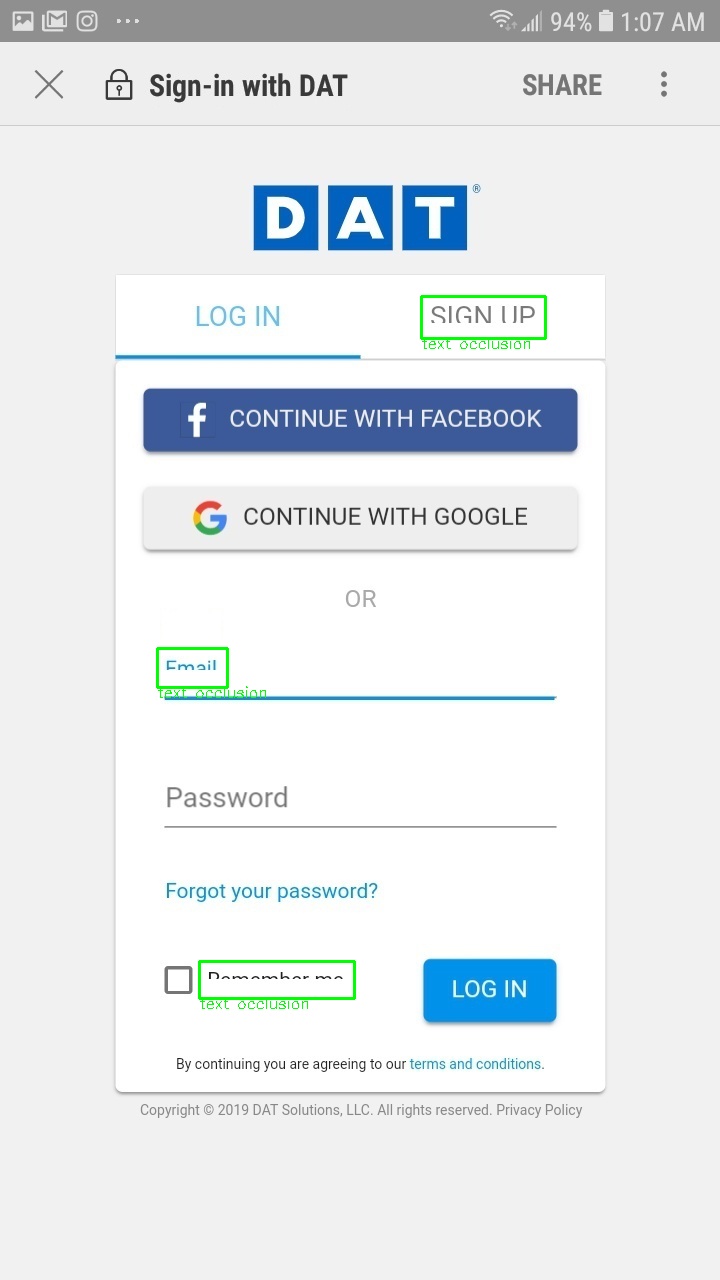 94% 1:07 AM
Sign-in with DAT SHARE
DAT®
LOG IN SIGN UP
text occlusion
f CONTINUE WITH FACEBOOK
G CONTINUE WITH GOOGLE
OR
Email
text occlusion
Password
Forgot your password?
Remember me
text occlusion
LOG IN
By continuing you are agreeing to our terms and conditions.
Copyright © 2019 DAT Solutions, LLC. All rights reserved. Privacy Policy